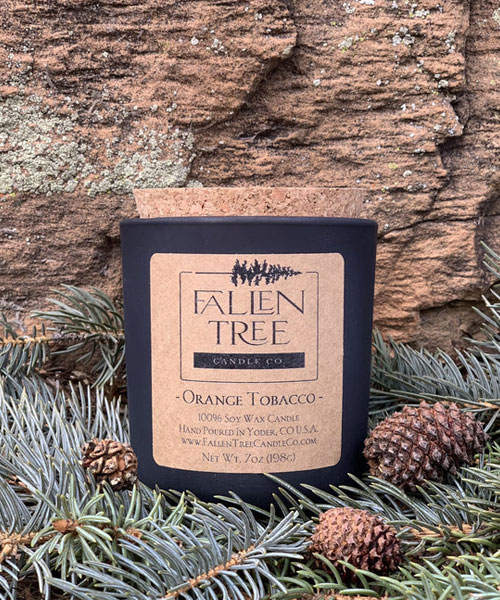 FALLEN
TREE
CANDLE CO.
- ORANGE TOBACCO -
100% SOY WAX CANDLE
HAND POURED IN YODER, CO U.S.A.
WWW.FALLENTREECANDLECO.COM
NET WT. 7OZ (198G)